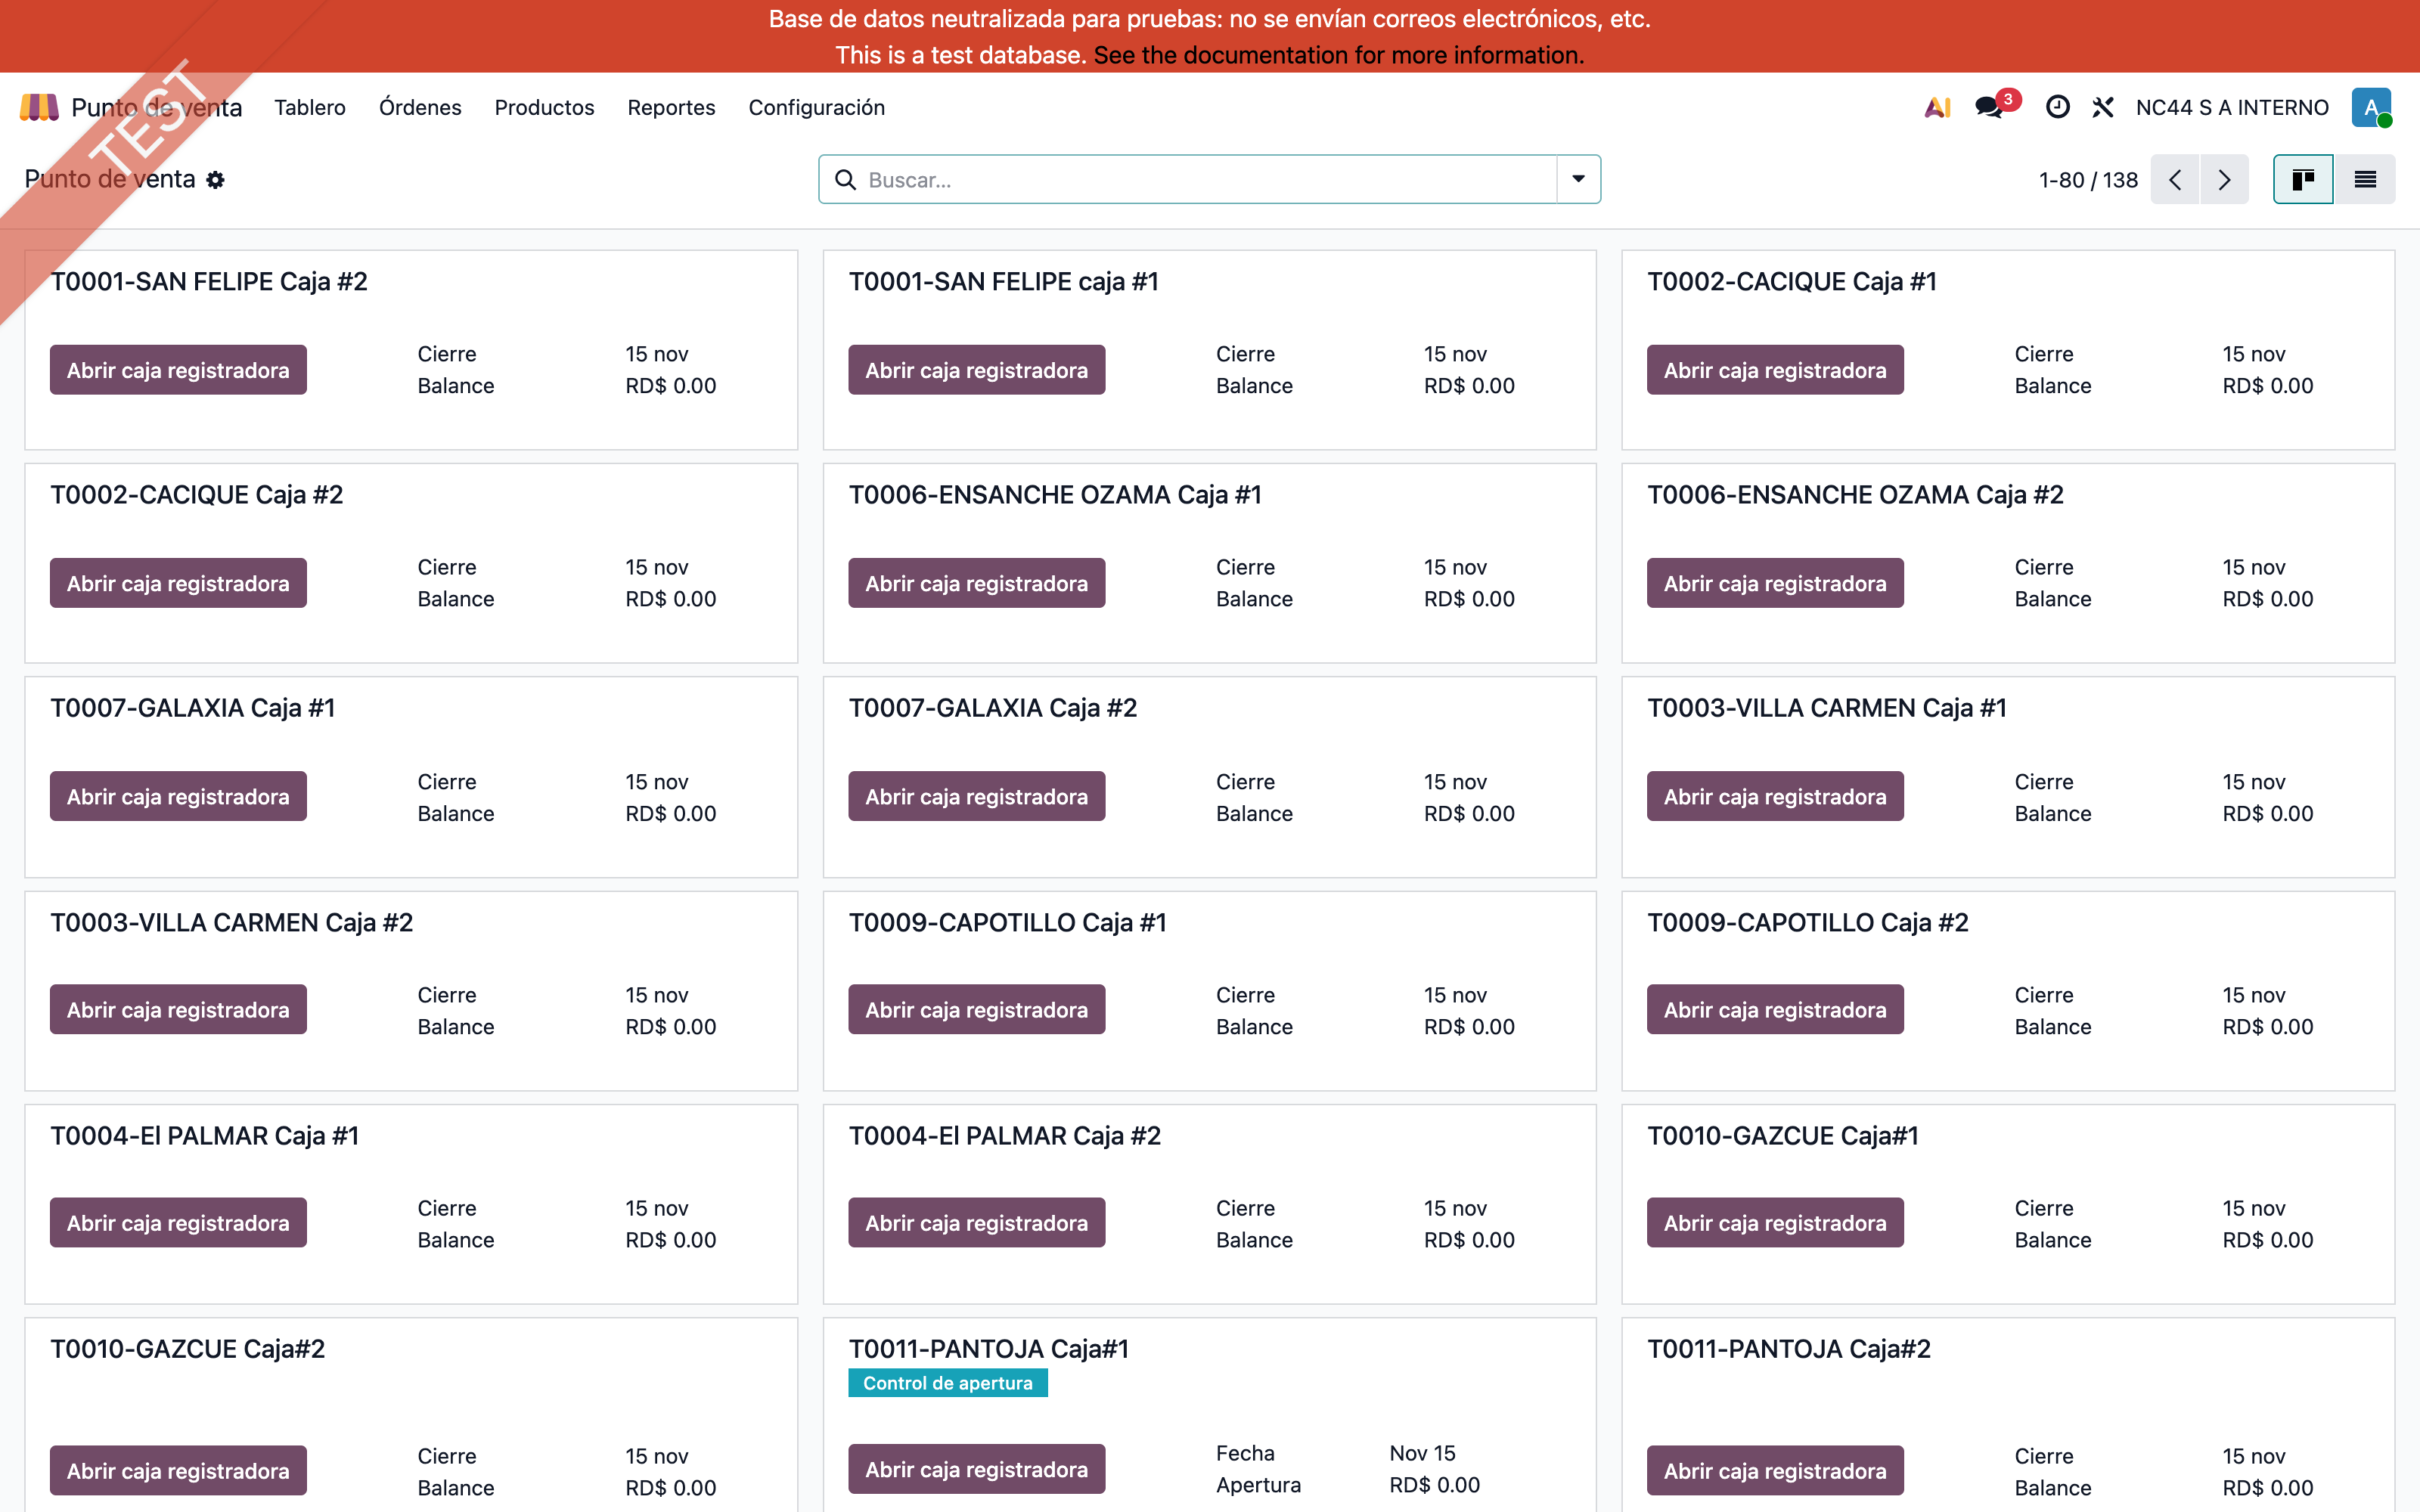 Base de datos neutralizada para pruebas: no se envían correos electrónicos, etc.
This is a test database. See the documentation for more information.
TEST
Punto de venta Tablero Órdenes Productos Reportes Configuración AI 3 NC44 S A INTERNO A
Punto de venta Buscar... 1-80 / 138
T0001-SAN FELIPE Caja #2 T0001-SAN FELIPE caja #1 T0002-CACIQUE Caja #1
Cierre 15 nov Cierre 15 nov Cierre 15 nov
Abrir caja registradora Abrir caja registradora Abrir caja registradora
Balance RD$ 0.00 Balance RD$ 0.00 Balance RD$ 0.00
T0002-CACIQUE Caja #2 T0006-ENSANCHE OZAMA Caja #1 T0006-ENSANCHE OZAMA Caja #2
Cierre 15 nov Cierre 15 nov Cierre 15 nov
Abrir caja registradora Abrir caja registradora Abrir caja registradora
Balance RD$ 0.00 Balance RD$ 0.00 Balance RD$ 0.00
T0007-GALAXIA Caja #1 T0007-GALAXIA Caja #2 T0003-VILLA CARMEN Caja #1
Cierre 15 nov Cierre 15 nov Cierre 15 nov
Abrir caja registradora Abrir caja registradora Abrir caja registradora
Balance RD$ 0.00 Balance RD$ 0.00 Balance RD$ 0.00
T0003-VILLA CARMEN Caja #2 T0009-CAPOTILLO Caja #1 T0009-CAPOTILLO Caja #2
Cierre 15 nov Cierre 15 nov Cierre 15 nov
Abrir caja registradora Abrir caja registradora Abrir caja registradora
Balance RD$ 0.00 Balance RD$ 0.00 Balance RD$ 0.00
T0004-El PALMAR Caja #1 T0004-El PALMAR Caja #2 T0010-GAZCUE Caja#1
Cierre 15 nov Cierre 15 nov Cierre 15 nov
Abrir caja registradora Abrir caja registradora Abrir caja registradora
Balance RD$ 0.00 Balance RD$ 0.00 Balance RD$ 0.00
T0010-GAZCUE Caja#2 T0011-PANTOJA Caja#1 T0011-PANTOJA Caja#2
Control de apertura
Cierre 15 nov Fecha Nov 15 Cierre 15 nov
Abrir caja registradora Abrir caja registradora Abrir caja registradora
Balance RD$ 0.00 Apertura RD$ 0.00 Balance RD$ 0.00